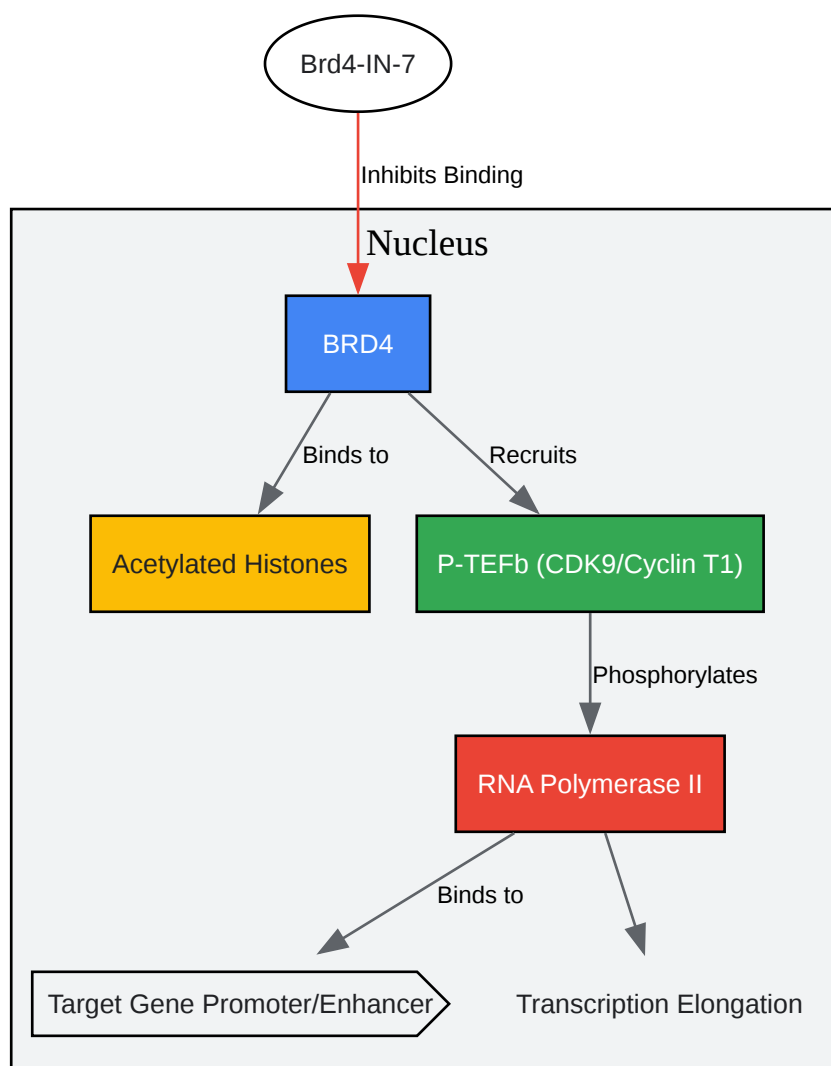 Brd4-IN-7
Inhibits Binding
Nucleus
BRD4
Binds to
Recruits
Acetylated Histones
P-TEFb (CDK9/Cyclin T1)
Phosphorylates
RNA Polymerase II
Binds to
Target Gene Promoter/Enhancer
Transcription Elongation